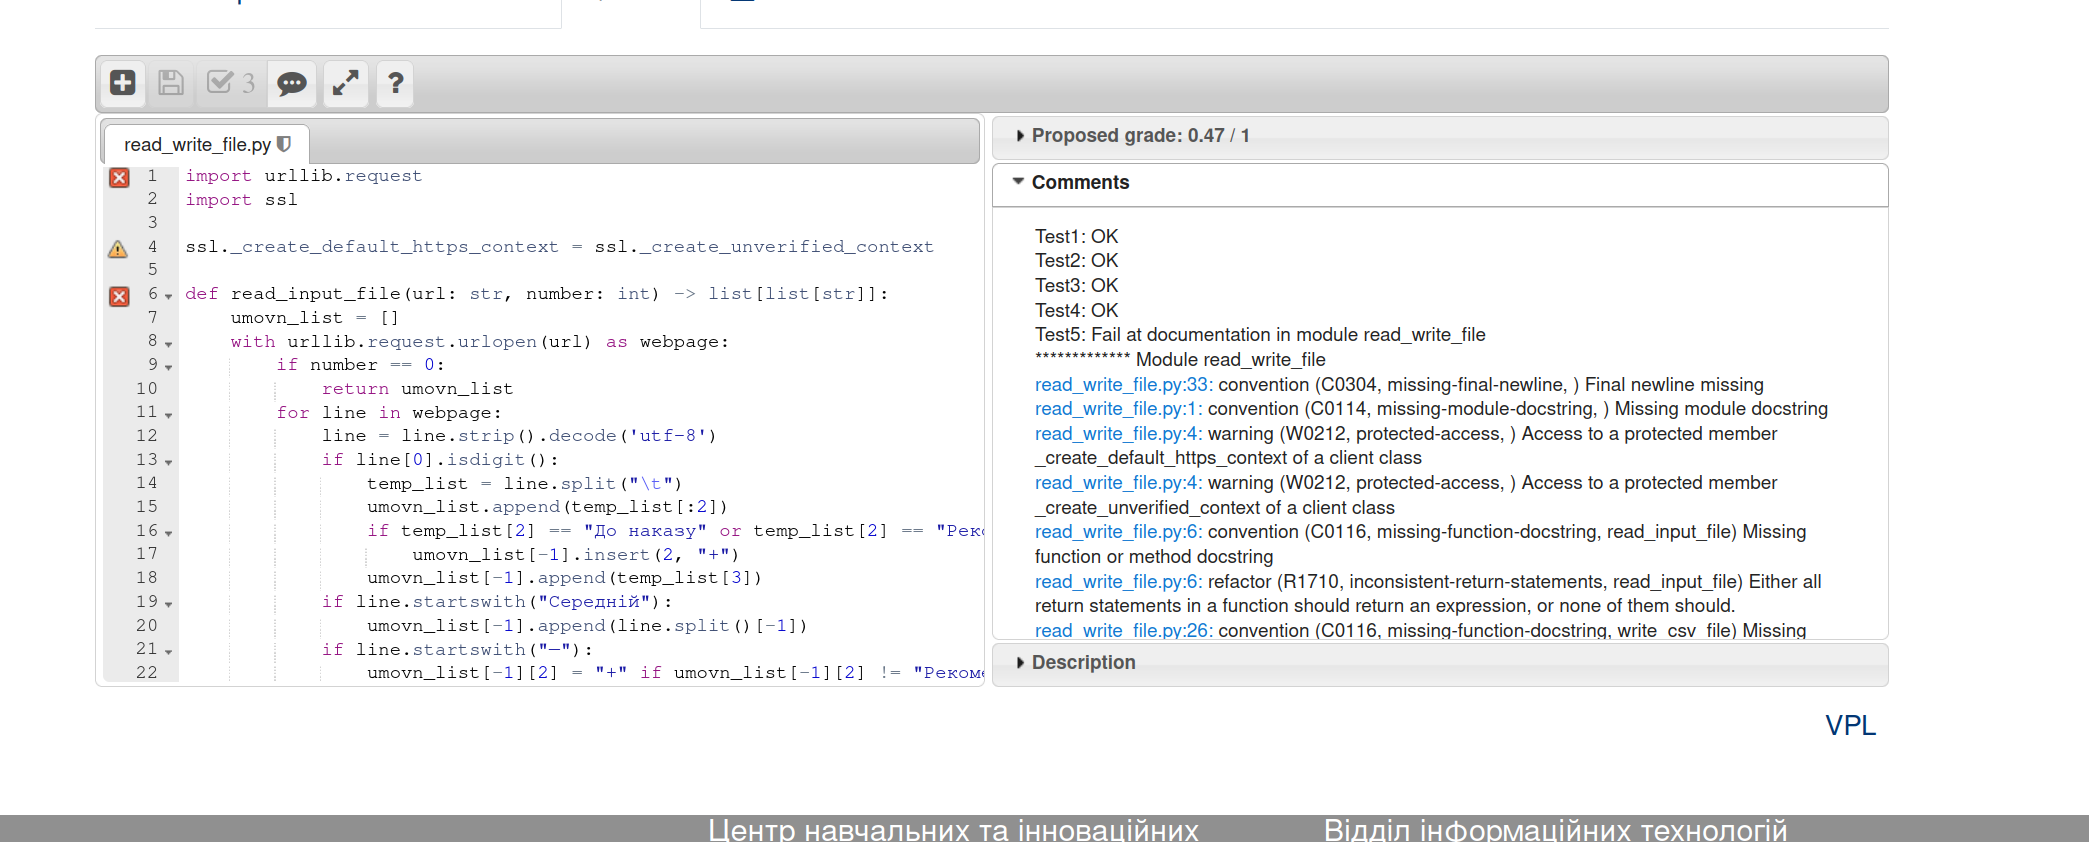 3
read_write_file.py
1 import urllib.request
2 import ssl
3
4 ssl._create_default_https_context = ssl._create_unverified_context
5
6 def read_input_file(url: str, number: int) -> list[list[str]]:
7 umovn_list = []
8 with urllib.request.urlopen(url) as webpage:
9 if number == 0:
10 return umovn_list
11 for line in webpage:
12 line = line.strip().decode('utf-8')
13 if line[0].isdigit():
14 temp_list = line.split("\t")
15 umovn_list.append(temp_list[:2])
16 if temp_list[2] == "До наказу" or temp_list[2] == "Рек
17 umovn_list[-1].insert(2, "+")
18 umovn_list[-1].append(temp_list[3])
19 if line.startswith("Середній"):
20 umovn_list[-1].append(line.split()[-1])
21 if line.startswith("—"):
22 umovn_list[-1][2] = "+" if umovn_list[-1][2] != "Реком
Proposed grade: 0.47 / 1
Comments
Test1: OK
Test2: OK
Test3: OK
Test4: OK
Test5: Fail at documentation in module read_write_file
************* Module read_write_file
read_write_file.py:33: convention (C0304, missing-final-newline, ) Final newline missing
read_write_file.py:1: convention (C0114, missing-module-docstring, ) Missing module docstring
read_write_file.py:4: warning (W0212, protected-access, ) Access to a protected member
_create_default_https_context of a client class
read_write_file.py:4: warning (W0212, protected-access, ) Access to a protected member
_create_unverified_context of a client class
read_write_file.py:6: convention (C0116, missing-function-docstring, read_input_file) Missing
function or method docstring
read_write_file.py:6: refactor (R1710, inconsistent-return-statements, read_input_file) Either all
return statements in a function should return an expression, or none of them should.
read_write_file.py:26: convention (C0116, missing-function-docstring, write_csv_file) Missing
Description
VPL
Центр навчальних та інноваційних
Відділ інформаційних технологій